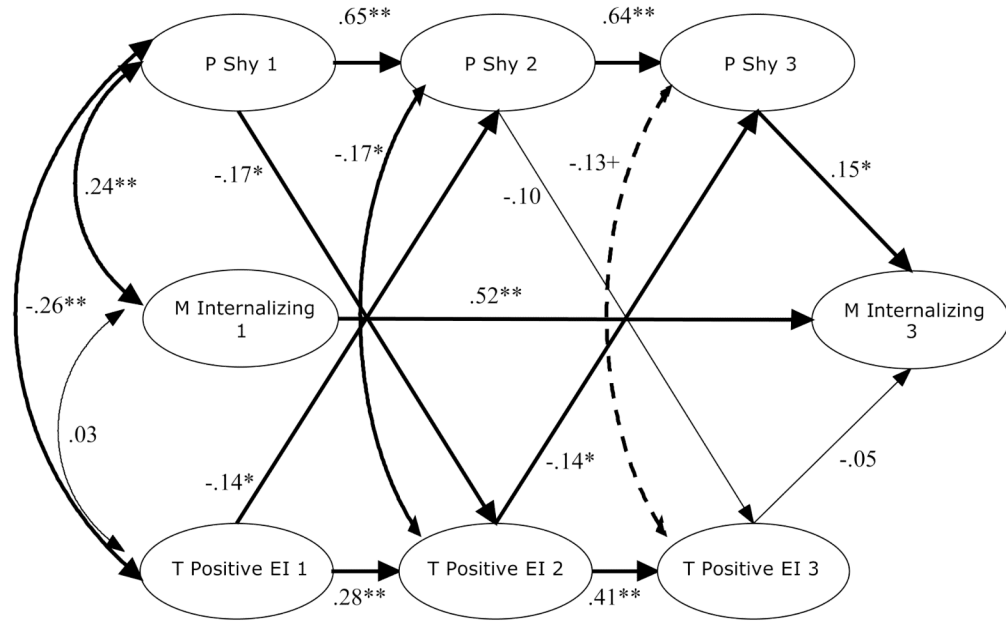 .65**
.64**
P Shy 1
P Shy 2
P Shy 3
-.17*
-.17*
-.13+
.15*
.24**
-.10
-.26**
M Internalizing
1
.52**
M Internalizing
3
.03
-.14*
-.14*
-.05
T Positive EI 1
T Positive EI 2
T Positive EI 3
.28**
.41**